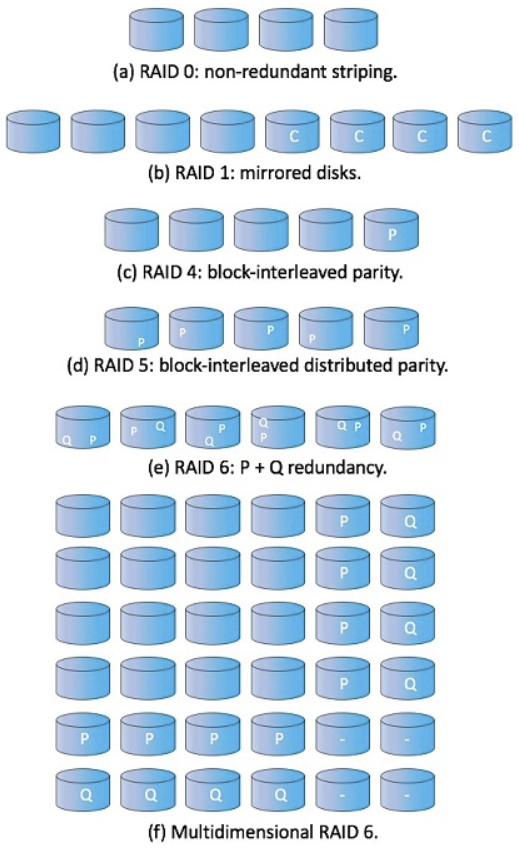 (a) RAID 0: non-redundant striping.
C C C C
(b) RAID 1: mirrored disks.
P
(c) RAID 4: block-interleaved parity.
P P P P P
(d) RAID 5: block-interleaved distributed parity.
Q P P Q Q P Q P Q P Q P
(e) RAID 6: P + Q redundancy.
P Q
P Q
P Q
P Q
P P P P - -
Q Q Q Q - -
(f) Multidimensional RAID 6.